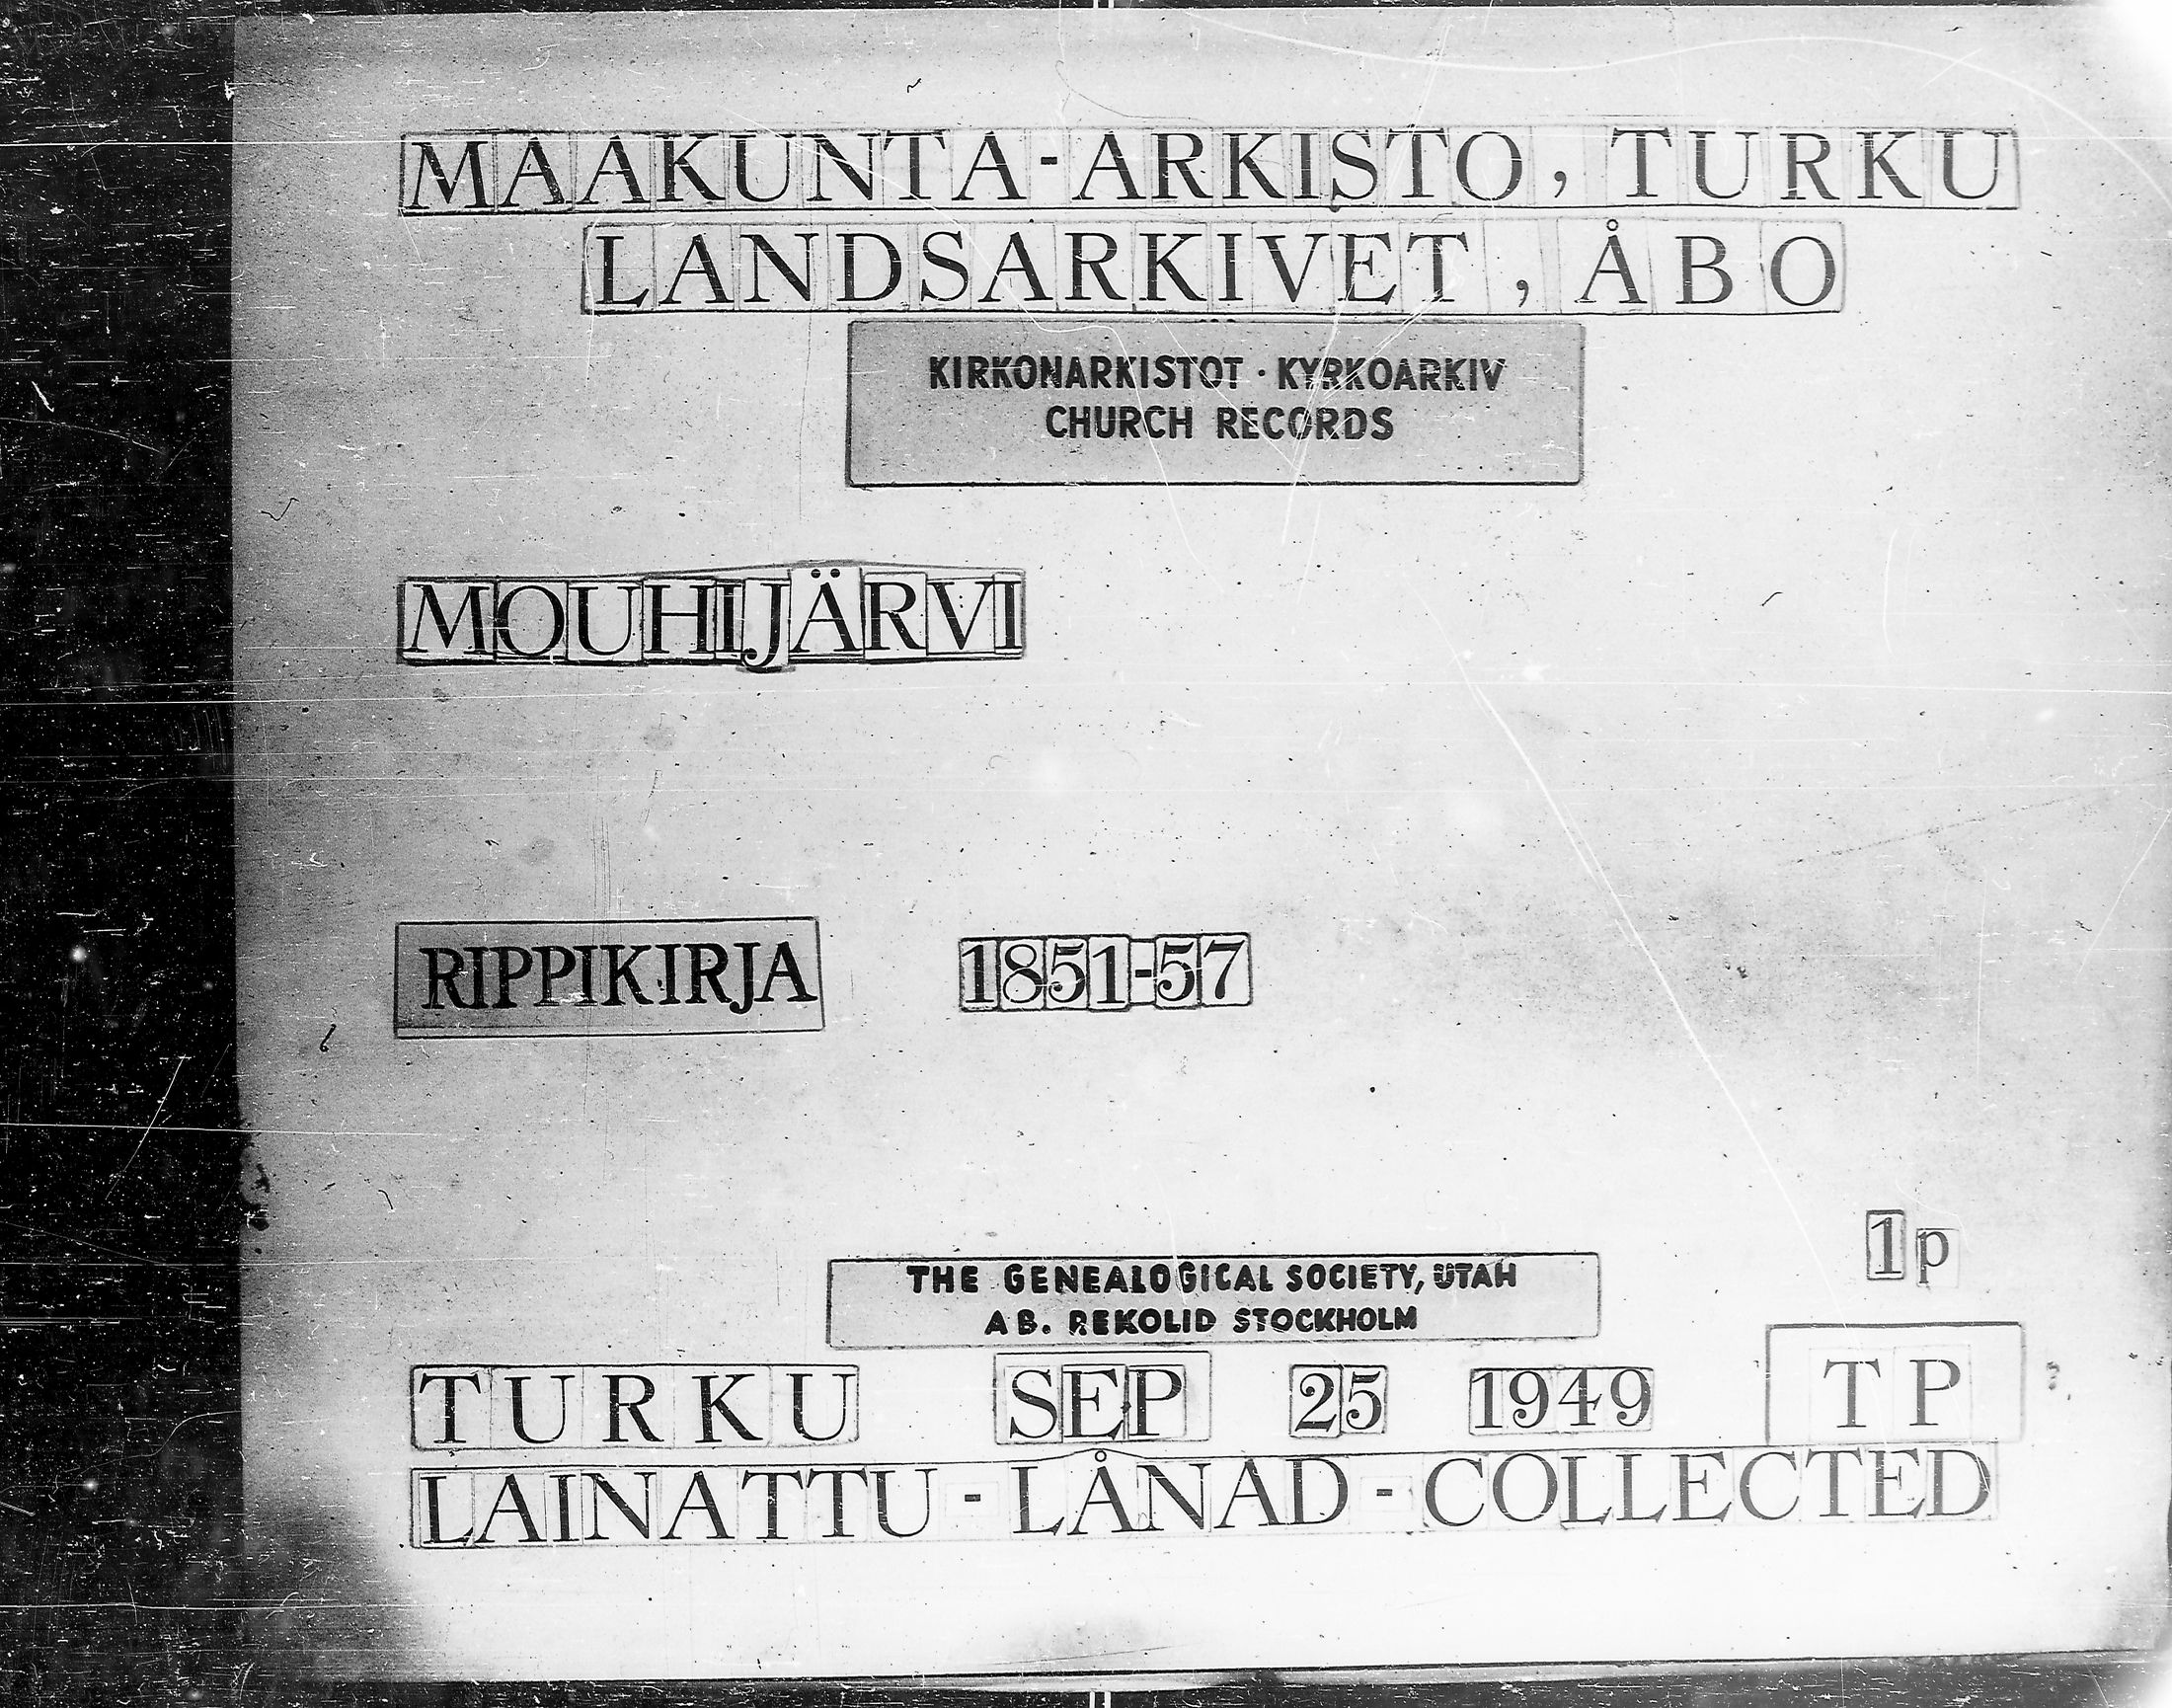 MAAKUNTA-ARKISTO, TURKU
LANDSARKIVET, ÅBO
KIRKONARKISTOT · KYRKOARKIV
CHURCH RECORDS
MOUHIJÄRVI
RIPPIKIRJA 1851-57
1p
THE GENEALOGICAL SOCIETY, UTAH
AB. REKOLID STOCKHOLM
TURKU SEP 25 1949 TP
LAINATTU - LÅNAD - COLLECTED